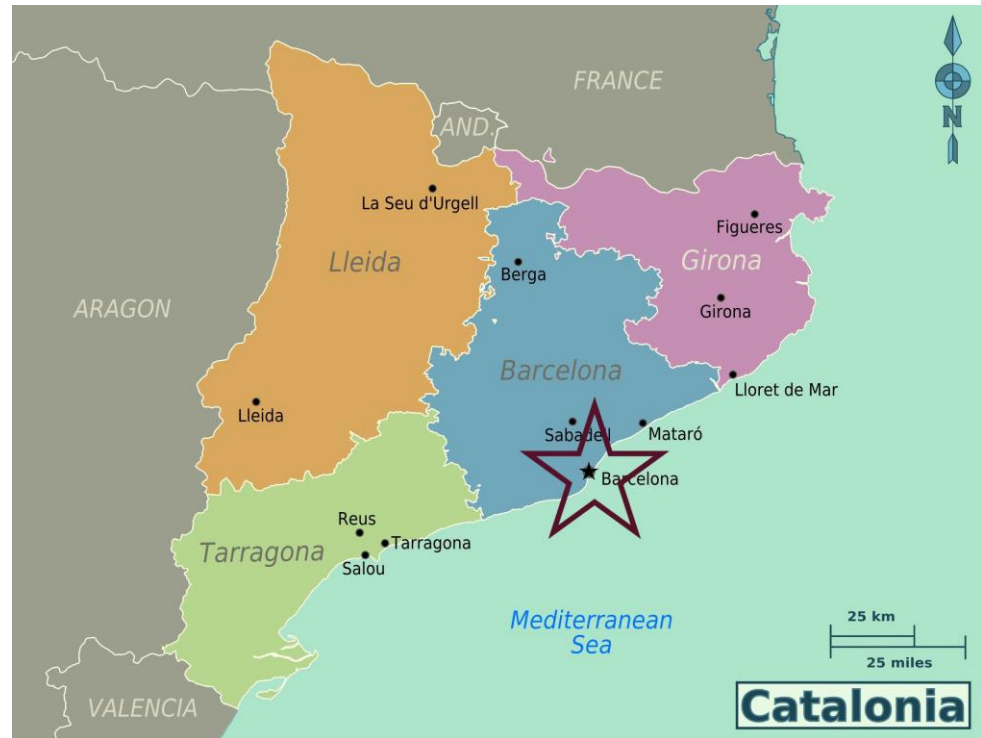 FRANCE
AND.
La Seu d'Urgell
Figueres
Lleida
Girona
Berga
ARAGON
Girona
Barcelona
Lloret de Mar
Lleida
Sabadell
Mataró
Barcelona
Reus
Tarragona
Tarragona
Salou
Mediterranean
Sea
VALENCIA
N
25 km
25 miles
Catalonia